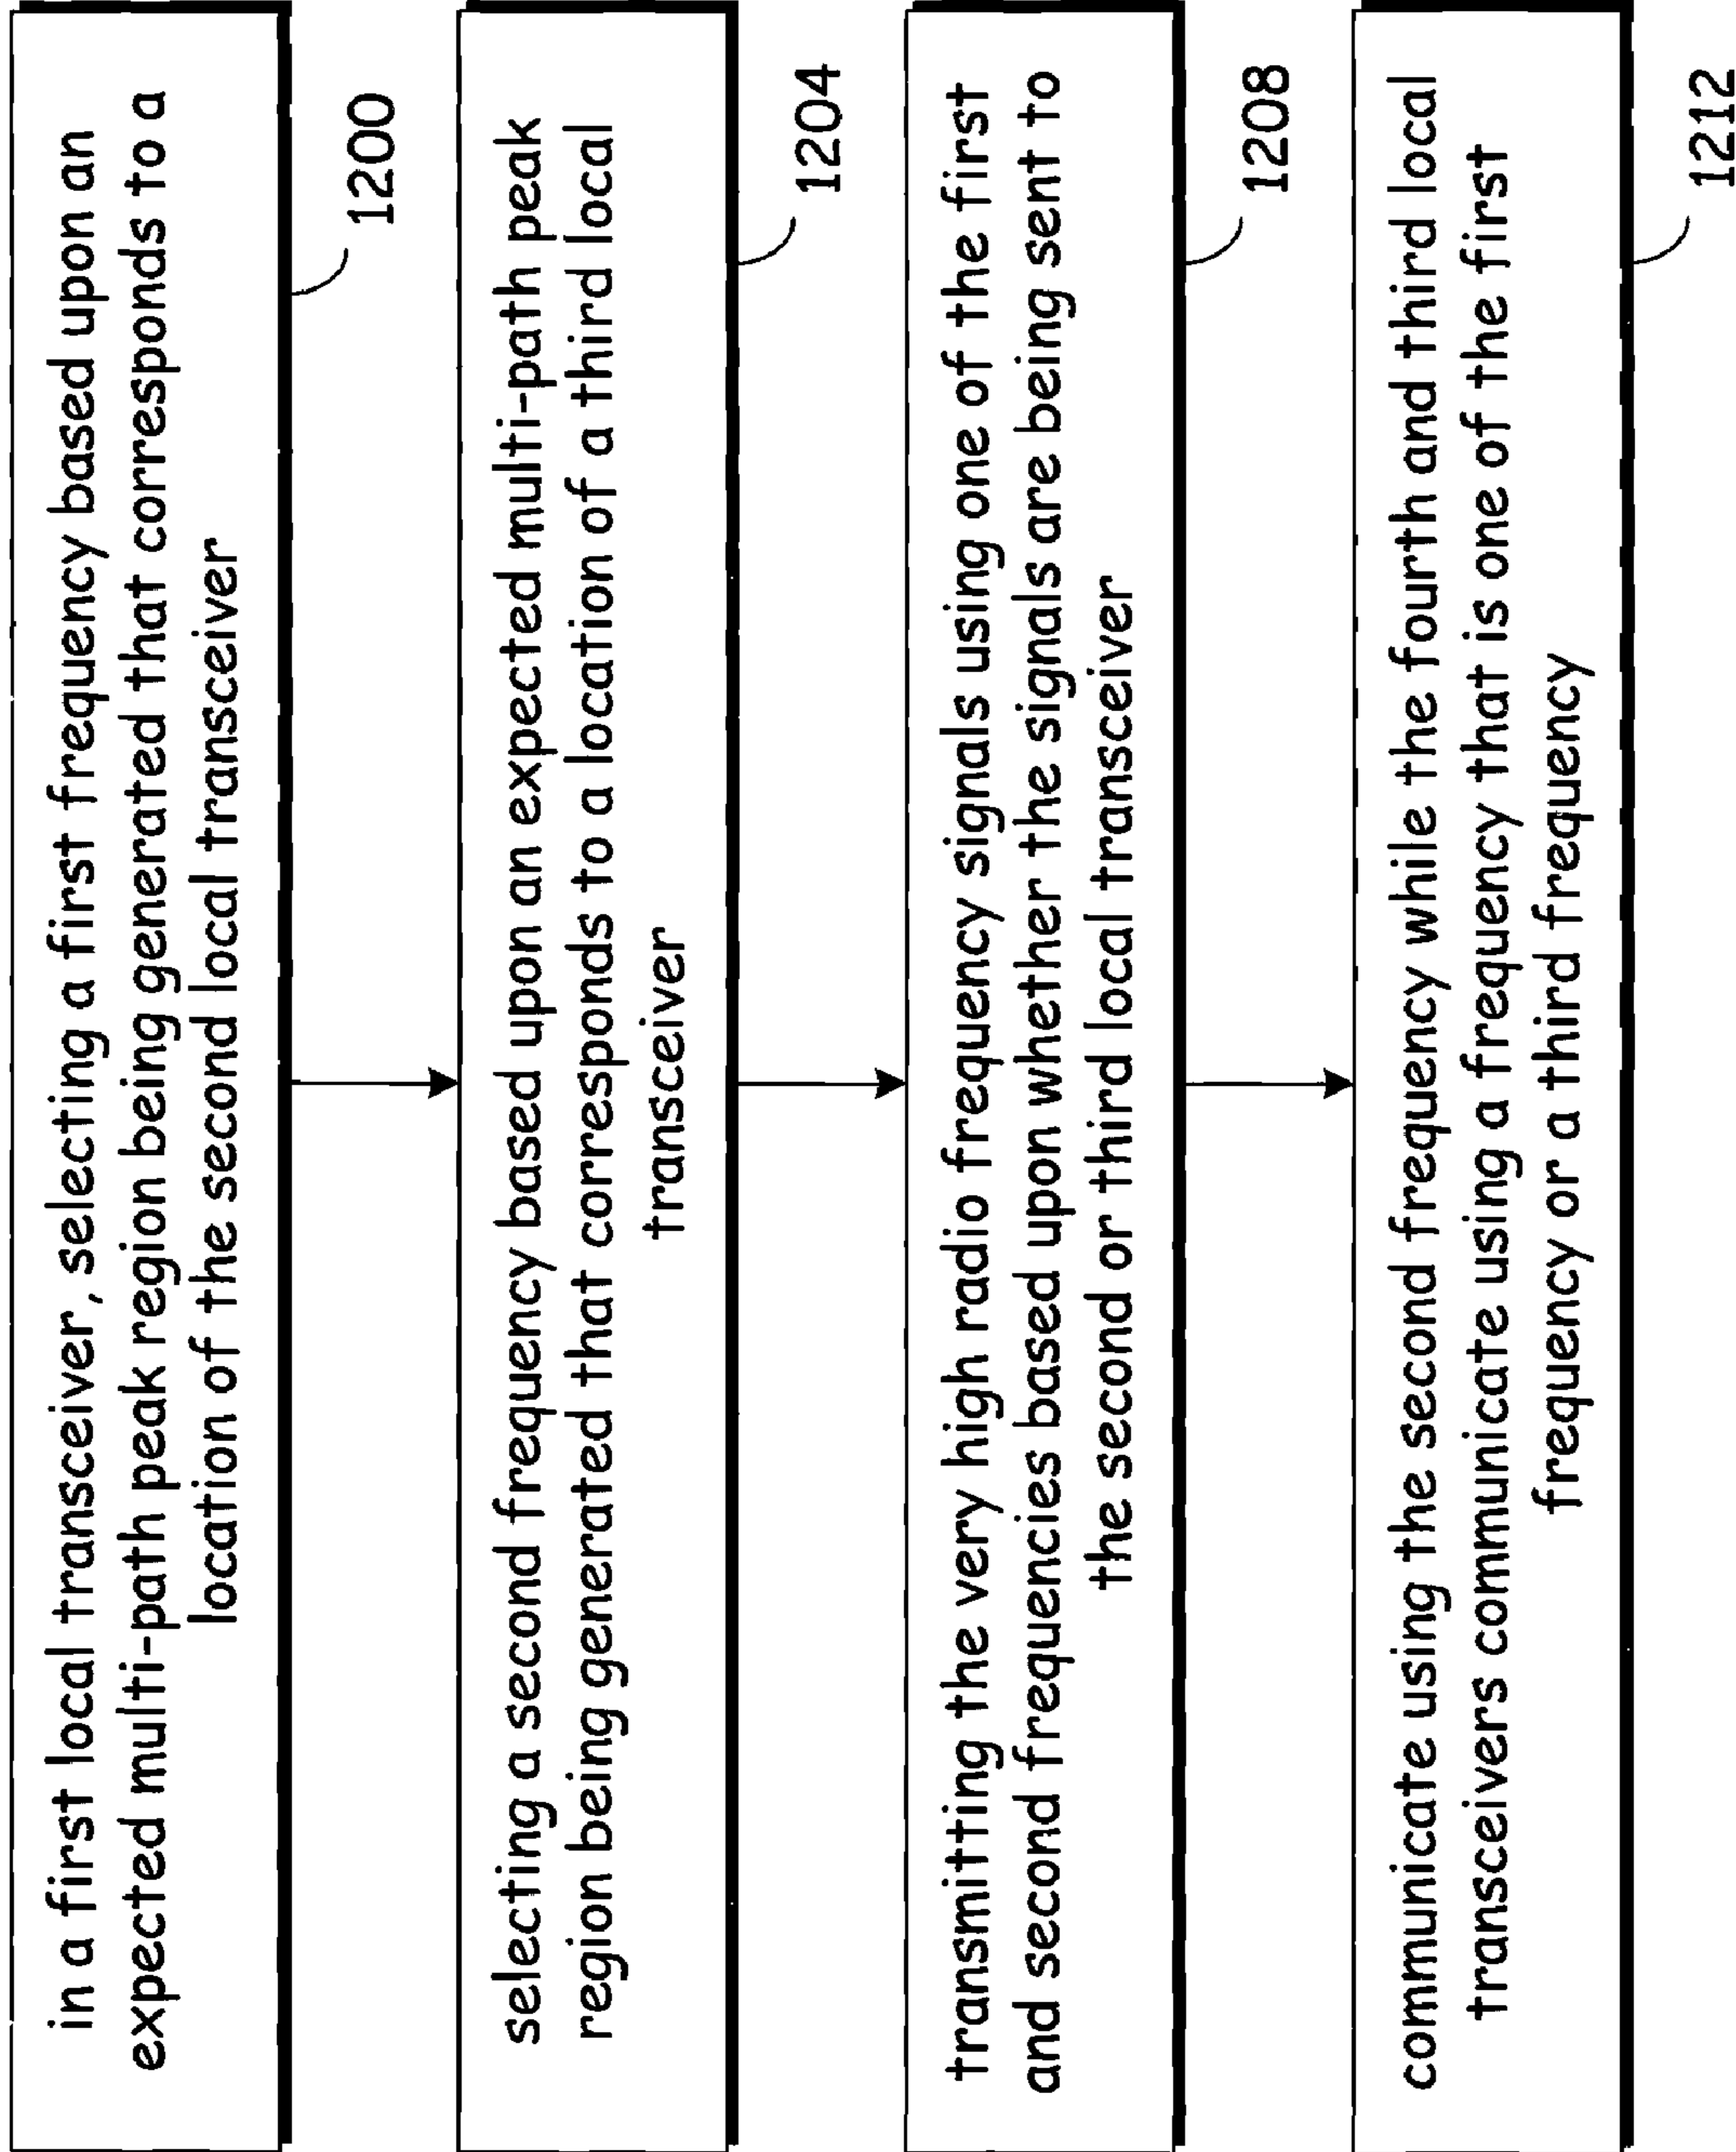 in a first local transceiver, selecting a first frequency based upon an
expected multi-path peak region being generated that corresponds to a
location of the second local transceiver
1200
selecting a second frequency based upon an expected multi-path peak
region being generated that corresponds to a location of a third local
transceiver
1204
transmitting the very high radio frequency signals using one of the first
and second frequencies based upon whether the signals are being sent to
the second or third local transceiver
1208
communicate using the second frequency while the fourth and third local
transceivers communicate using a frequency that is one of the first
frequency or a third frequency
1212